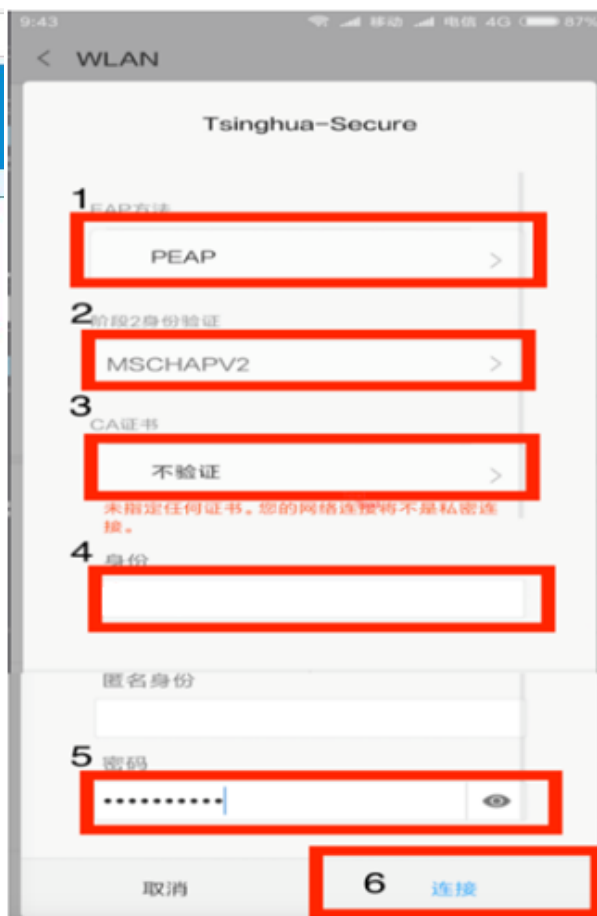 9:43 移动 电信 4G 87%
< WLAN
Tsinghua-Secure
1
EAP方法
PEAP >
2
阶段2身份验证
MSCHAPV2 >
3
CA证书
不验证 >
未指定任何证书。您的网络连接将不是私密连
接。
4
身份
匿名身份
5
密码
••••••••••
取消 6 连接